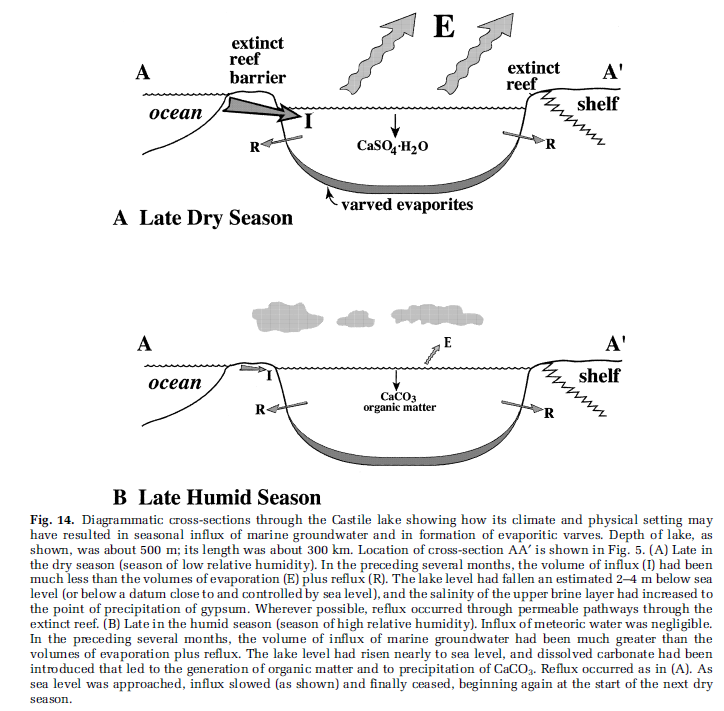 E
extinct
reef
barrier
A
extinct
reef
A'
ocean
shelf
I
R
CaSO4·H2O
R
varved evaporites
A Late Dry Season
A
E
A'
ocean
I
shelf
CaCO3
organic matter
R
R
B Late Humid Season
Fig. 14. Diagrammatic cross-sections through the Castile lake showing how its climate and physical setting may
have resulted in seasonal influx of marine groundwater and in formation of evaporitic varves. Depth of lake, as
shown, was about 500 m; its length was about 300 km. Location of cross-section AA′ is shown in Fig. 5. (A) Late in
the dry season (season of low relative humidity). In the preceding several months, the volume of influx (I) had been
much less than the volumes of evaporation (E) plus reflux (R). The lake level had fallen an estimated 2–4 m below sea
level (or below a datum close to and controlled by sea level), and the salinity of the upper brine layer had increased to
the point of precipitation of gypsum. Wherever possible, reflux occurred through permeable pathways through the
extinct reef. (B) Late in the humid season (season of high relative humidity). Influx of meteoric water was negligible.
In the preceding several months, the volume of influx of marine groundwater had been much greater than the
volumes of evaporation plus reflux. The lake level had risen nearly to sea level, and dissolved carbonate had been
introduced that led to the generation of organic matter and to precipitation of CaCO3. Reflux occurred as in (A). As
sea level was approached, influx slowed (as shown) and finally ceased, beginning again at the start of the next dry
season.